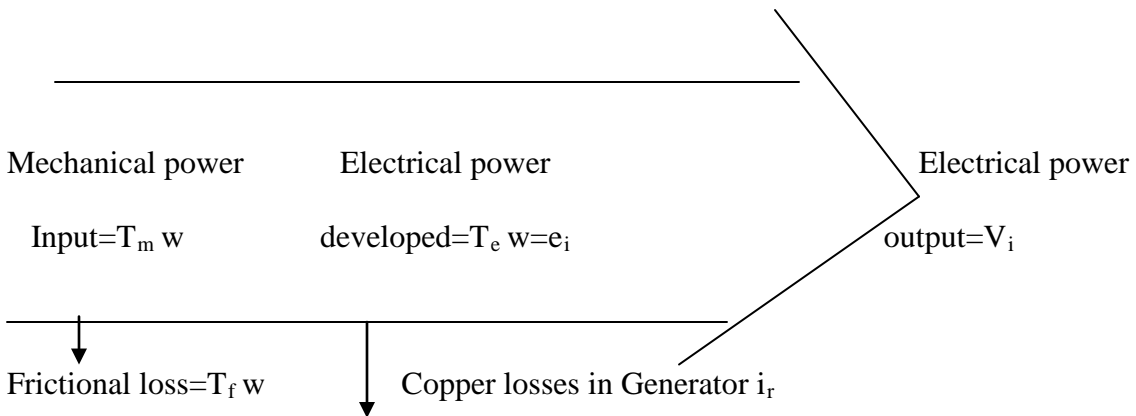 Mechanical power Electrical power Electrical power
Input=Tₘ w developed=Tₑ w=eᵢ output=Vᵢ
Frictional loss=T_f w Copper losses in Generator iᵣ